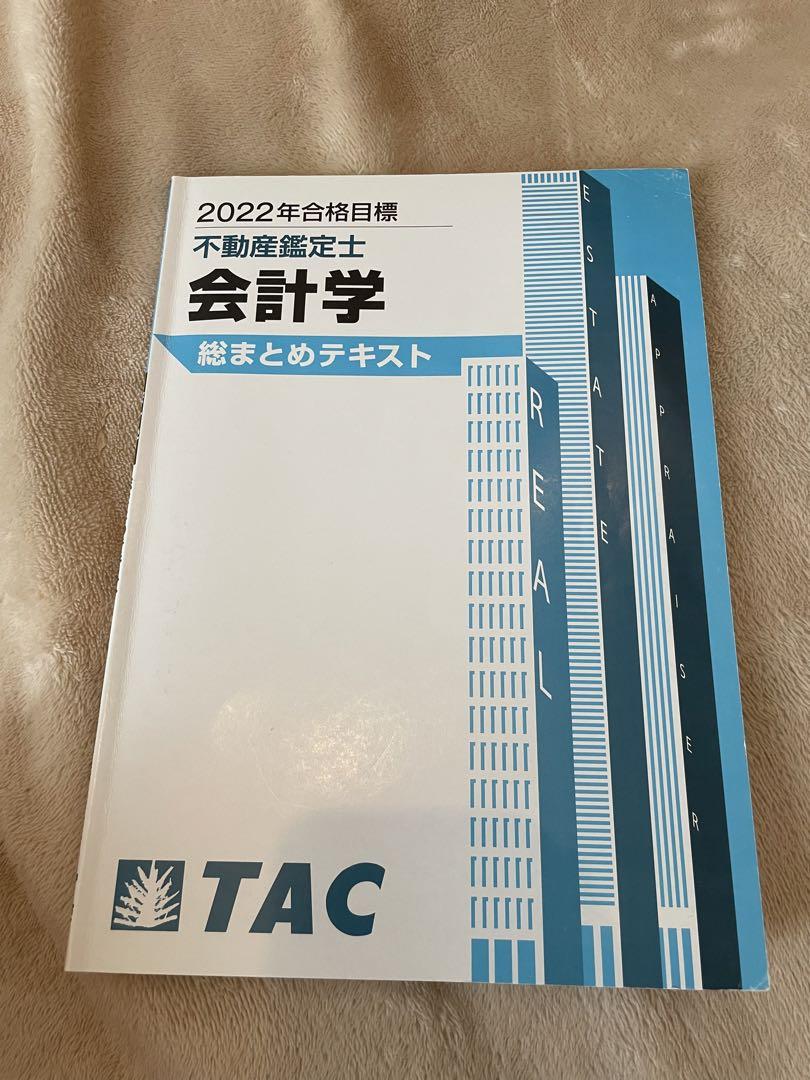 2022年合格目標
不動産鑑定士
会計学
総まとめテキスト
REAL
ESTATE
APPRAISER
TAC